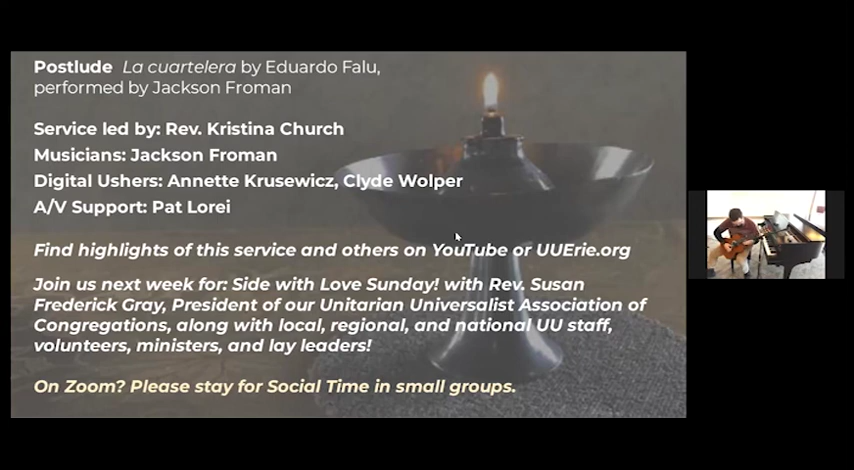 Postlude La cuartelera by Eduardo Falu,
performed by Jackson Froman
Service led by: Rev. Kristina Church
Musicians: Jackson Froman
Digital Ushers: Annette Krusewicz, Clyde Wolper
A/V Support: Pat Lorei
Find highlights of this service and others on YouTube or UUErie.org
Join us next week for: Side with Love Sunday! with Rev. Susan
Frederick Gray, President of our Unitarian Universalist Association of
Congregations, along with local, regional, and national UU staff,
volunteers, ministers, and lay leaders!
On Zoom? Please stay for Social Time in small groups.